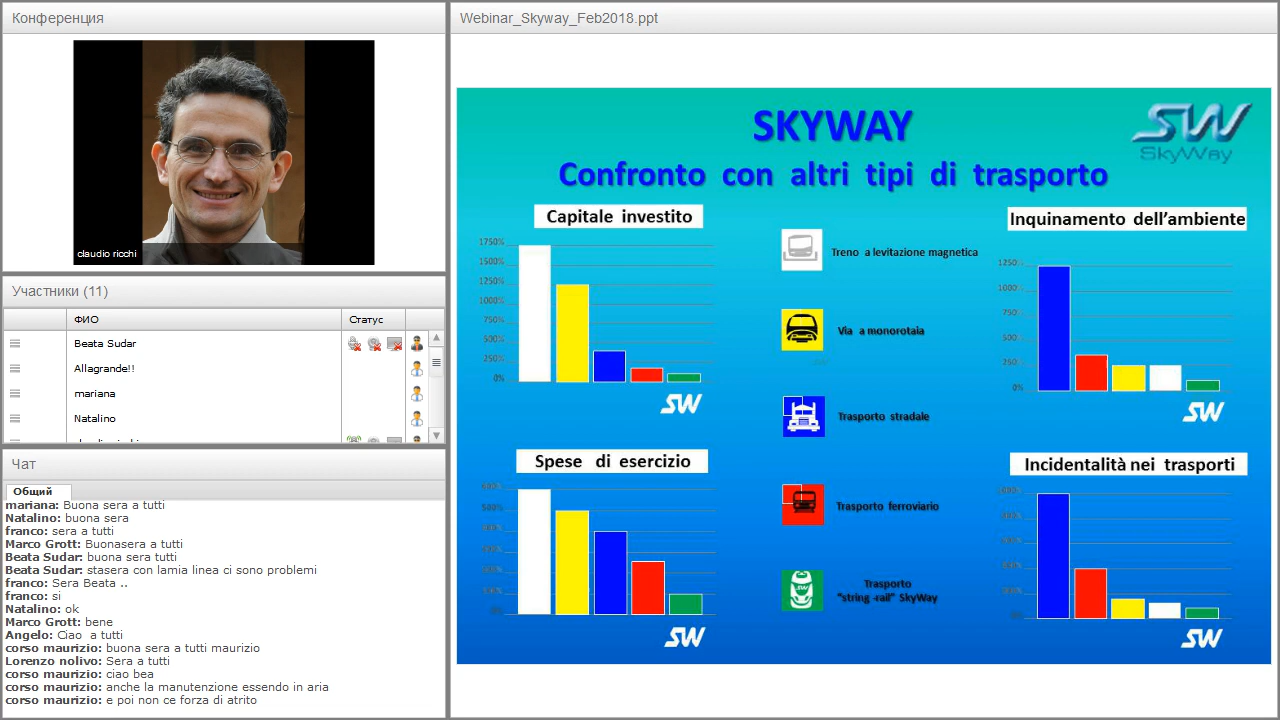 Конференция
claudio ricchi
Участники (11)
ФИО
Статус
Beata Sudar
Allagrande!!
mariana
Natalino
Чат
Общий
mariana: Buona sera a tutti
Natalino: buona sera
franco: sera a tutti
Marco Grott: Buonasera a tutti
Beata Sudar: buona sera tutti
Beata Sudar: stasera con lamia linea ci sono problemi
franco: Sera Beata ..
franco: si
Natalino: ok
Marco Grott: bene
Angelo: Ciao a tutti
corso maurizio: buona sera a tutti maurizio
Lorenzo nolivo: Sera a tutti
corso maurizio: ciao bea
corso maurizio: anche la manutenzione essendo in aria
corso maurizio: e poi non ce forza di atrito
Webinar_Skyway_Feb2018.ppt
SKYWAY
Confronto con altri tipi di trasporto
SW
SkyWay
Capitale investito
1750%
1500%
1250%
1000%
750%
500%
250%
0%
SW
Spese di esercizio
SW
Treno a levitazione magnetica
Via a monorotaia
Trasporto stradale
Trasporto ferroviario
Trasporto
"string -rail" SkyWay
Inquinamento dell'ambiente
1250%
1000%
750%
500%
250%
0%
SW
Incidentalità nei trasporti
SW